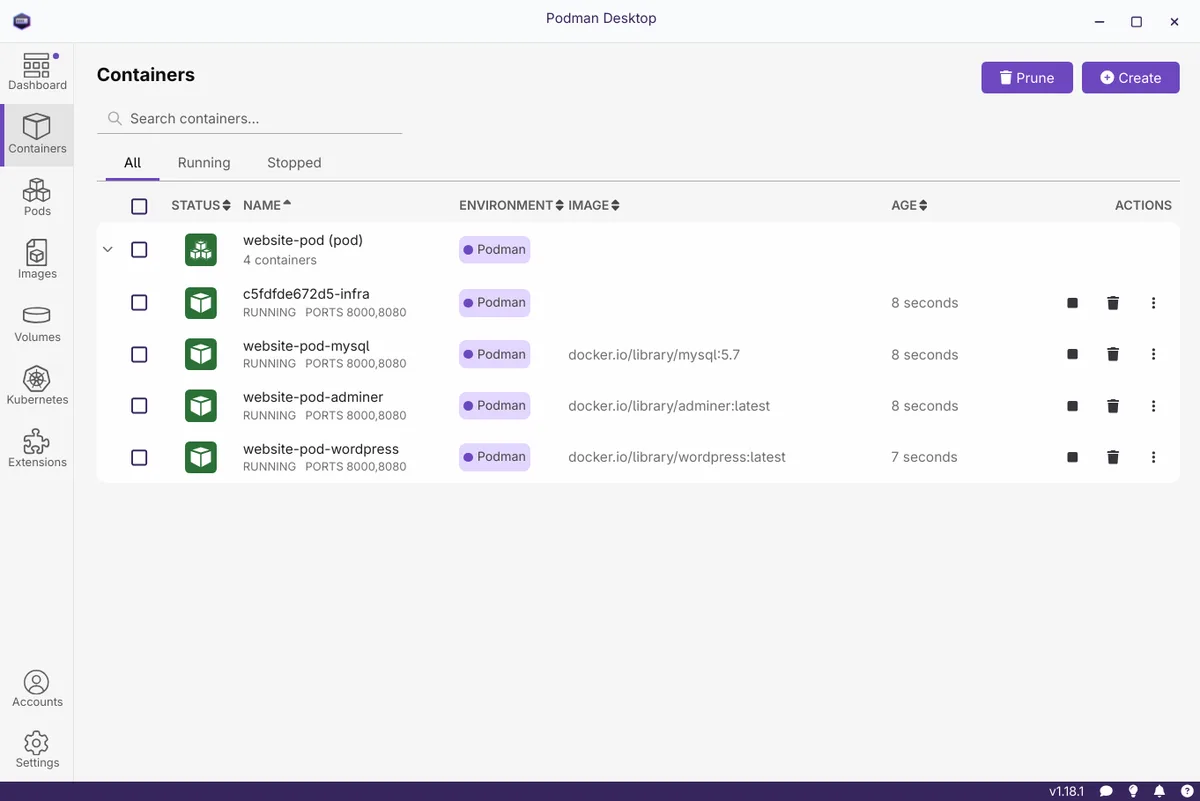 Podman Desktop
Dashboard
Containers
Pods
Images
Volumes
Kubernetes
Extensions
Accounts
Settings
Containers
Prune
Create
Search containers...
All Running Stopped
STATUS NAME ENVIRONMENT IMAGE AGE ACTIONS
website-pod (pod)
4 containers
Podman
c5fdfde672d5-infra
RUNNING PORTS 8000,8080
Podman
8 seconds
website-pod-mysql
RUNNING PORTS 8000,8080
Podman
docker.io/library/mysql:5.7
8 seconds
website-pod-adminer
RUNNING PORTS 8000,8080
Podman
docker.io/library/adminer:latest
8 seconds
website-pod-wordpress
RUNNING PORTS 8000,8080
Podman
docker.io/library/wordpress:latest
7 seconds
v1.18.1